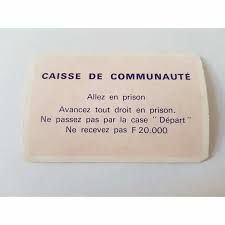 CAISSE DE COMMUNAUTÉ
Allez en prison
Avancez tout droit en prison.
Ne passez pas par la case "Départ"
Ne recevez pas F 20.000